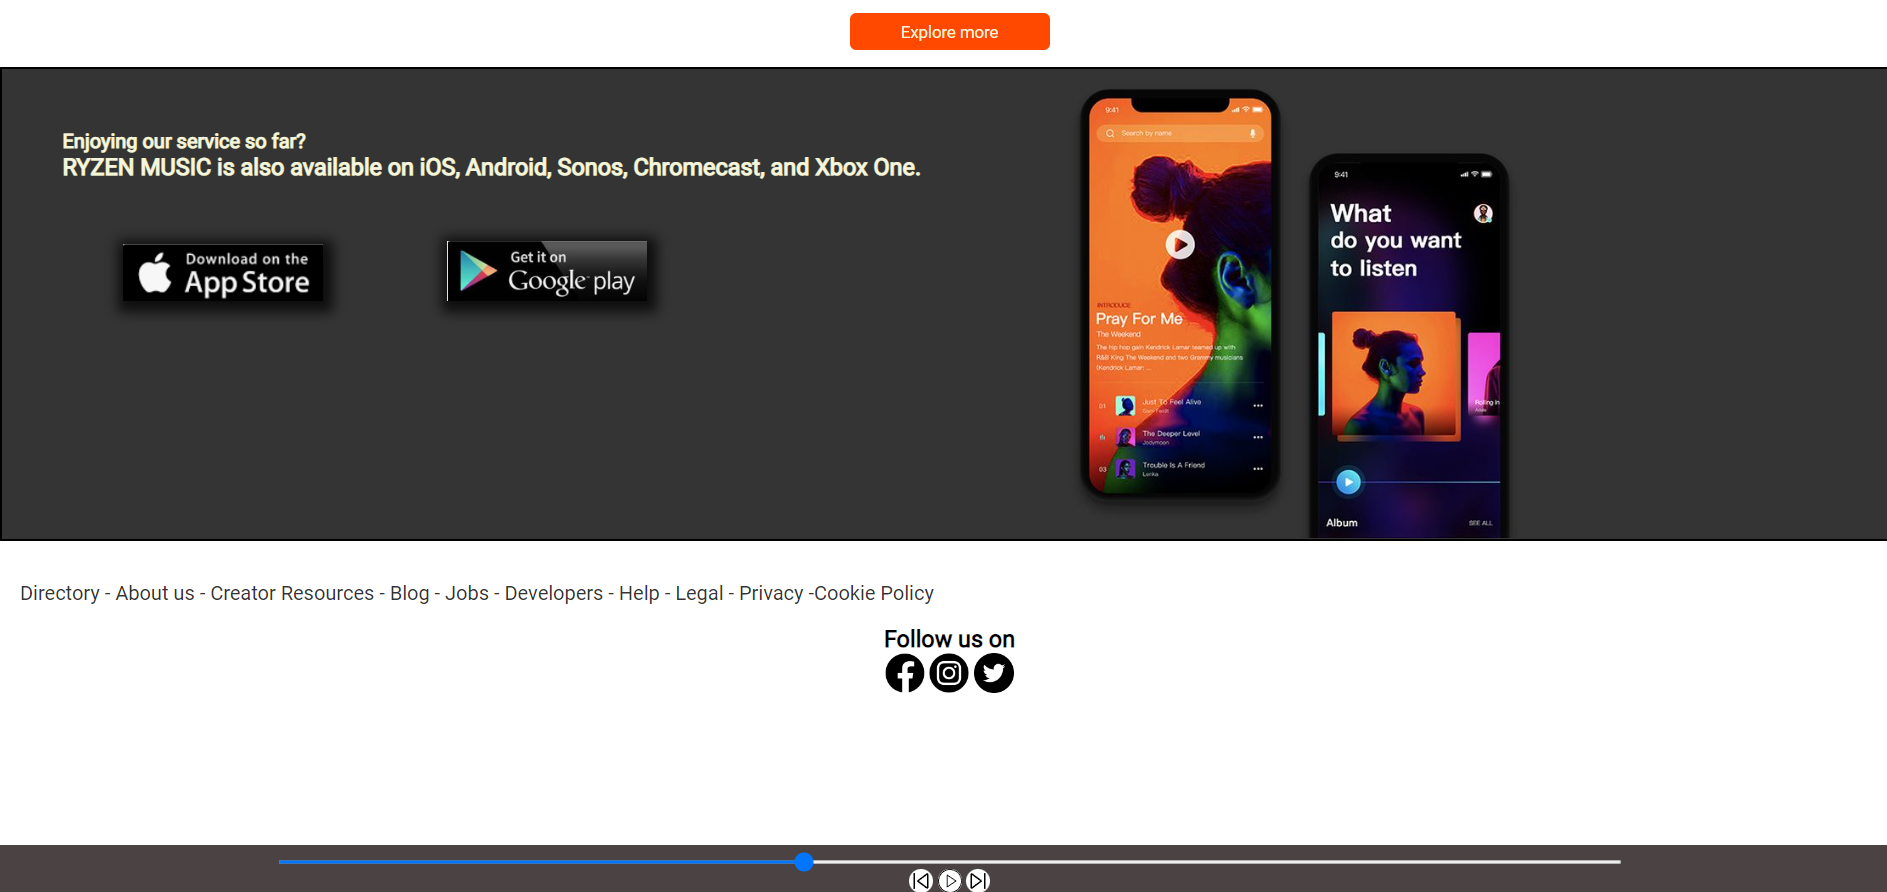 Explore more
Enjoying our service so far?
RYZEN MUSIC is also available on iOS, Android, Sonos, Chromecast, and Xbox One.
Download on the
App Store
Get it on
Google play
9:41
Search by name
INTRODUCE
Pray For Me
The Weekend
The hip hop gain Kendrick Lamar teamed up with
R&B King The Weekend and two Grammy musicians
(Kendrick Lamar: ...
01
Just To Feel Alive
The Deeper Level
03
Trouble Is A Friend
Lenka
9:41
What
do you want
to listen
Rolling in
Adele
Album
SEE ALL
Directory - About us - Creator Resources - Blog - Jobs - Developers - Help - Legal - Privacy -Cookie Policy
Follow us on